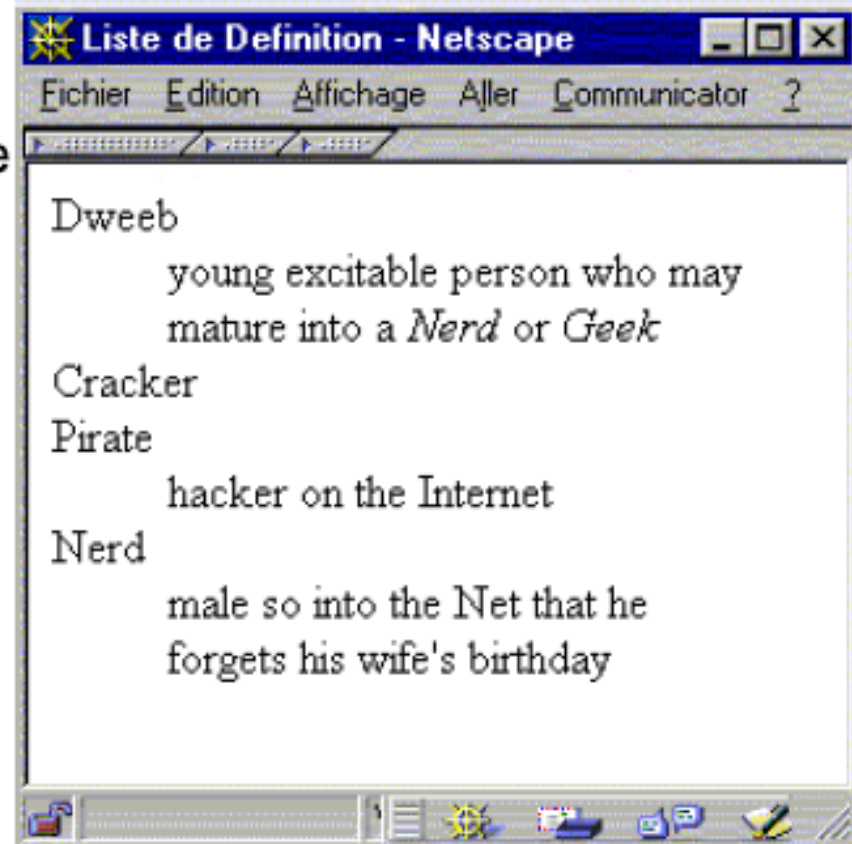 Liste de Definition - Netscape
Fichier Edition Affichage Aller Communicator ?
e
Dweeb
young excitable person who may
mature into a Nerd or Geek
Cracker
Pirate
hacker on the Internet
Nerd
male so into the Net that he
forgets his wife's birthday